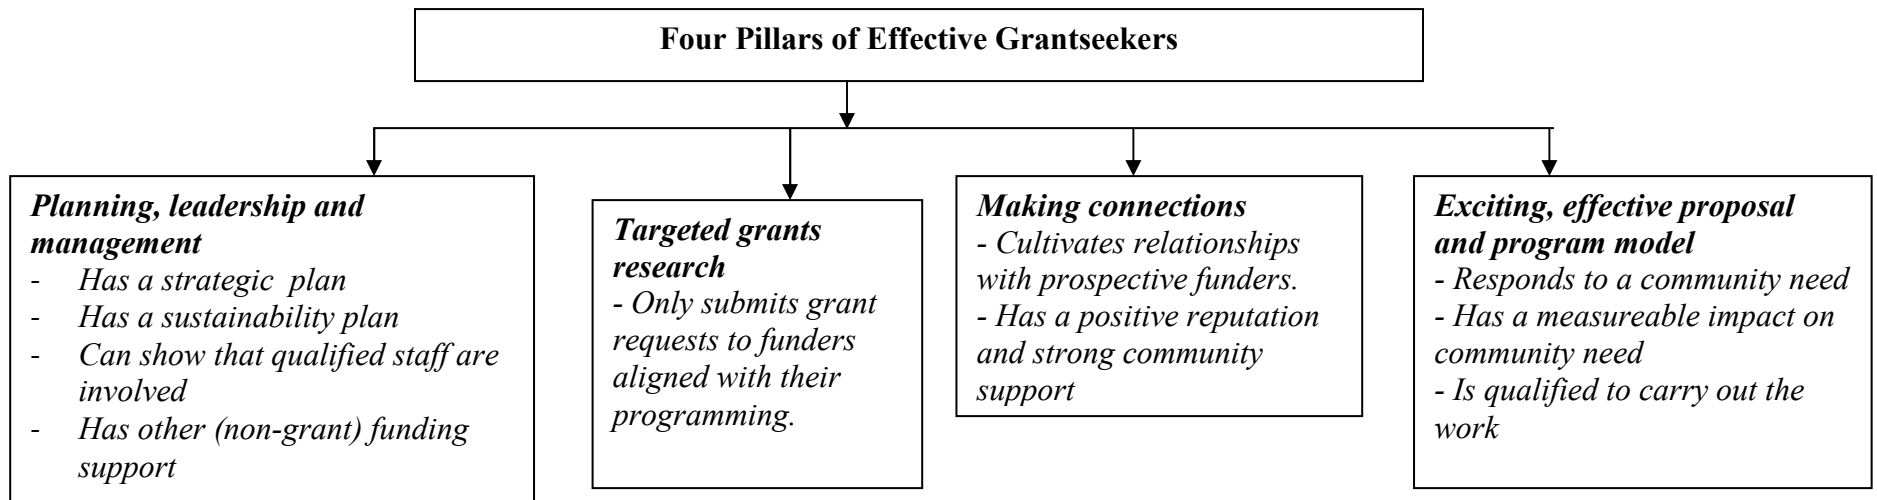 Four Pillars of Effective Grantseekers
Planning, leadership and
management
- Has a strategic plan
- Has a sustainability plan
- Can show that qualified staff are
involved
- Has other (non-grant) funding
support
Targeted grants
research
- Only submits grant
requests to funders
aligned with their
programming.
Making connections
- Cultivates relationships
with prospective funders.
- Has a positive reputation
and strong community
support
Exciting, effective proposal
and program model
- Responds to a community need
- Has a measureable impact on
community need
- Is qualified to carry out the
work